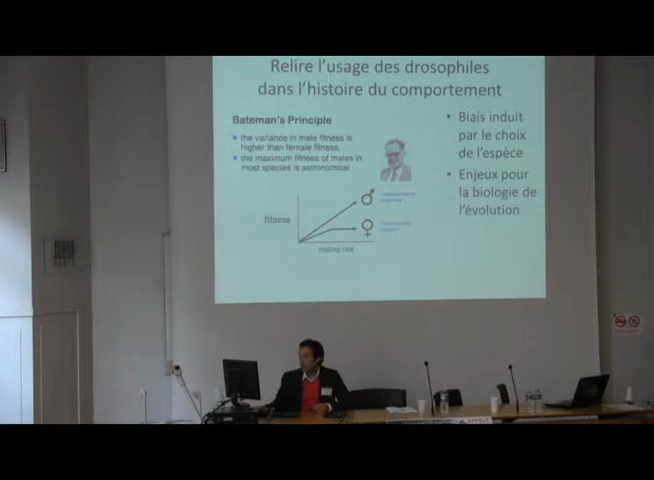 Relire l'usage des drosophiles
dans l'histoire du comportement
Bateman's Principle
the variance in male fitness is
higher than female fitness.
the maximum fitness of males in
most species is astronomical
fitness
mating rate
• Biais induit
par le choix
de l'espèce
• Enjeux pour
la biologie de
l'évolution